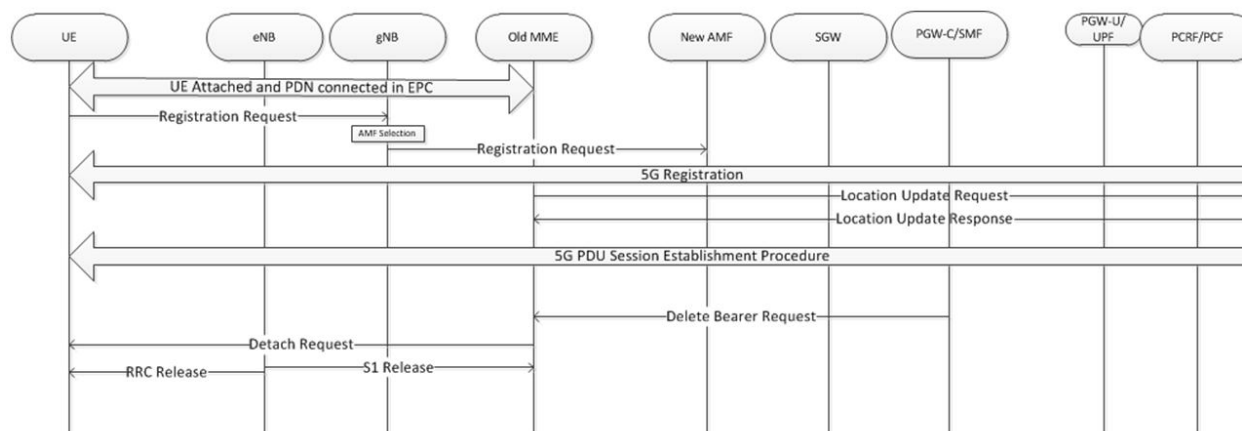 UE
eNB
gNB
Old MME
New AMF
SGW
PGW-C/SMF
PGW-U/
UPF
PCRF/PCF
UE Attached and PDN connected in EPC
Registration Request
AMF Selection
Registration Request
5G Registration
Location Update Request
Location Update Response
5G PDU Session Establishment Procedure
Delete Bearer Request
Detach Request
S1 Release
RRC Release